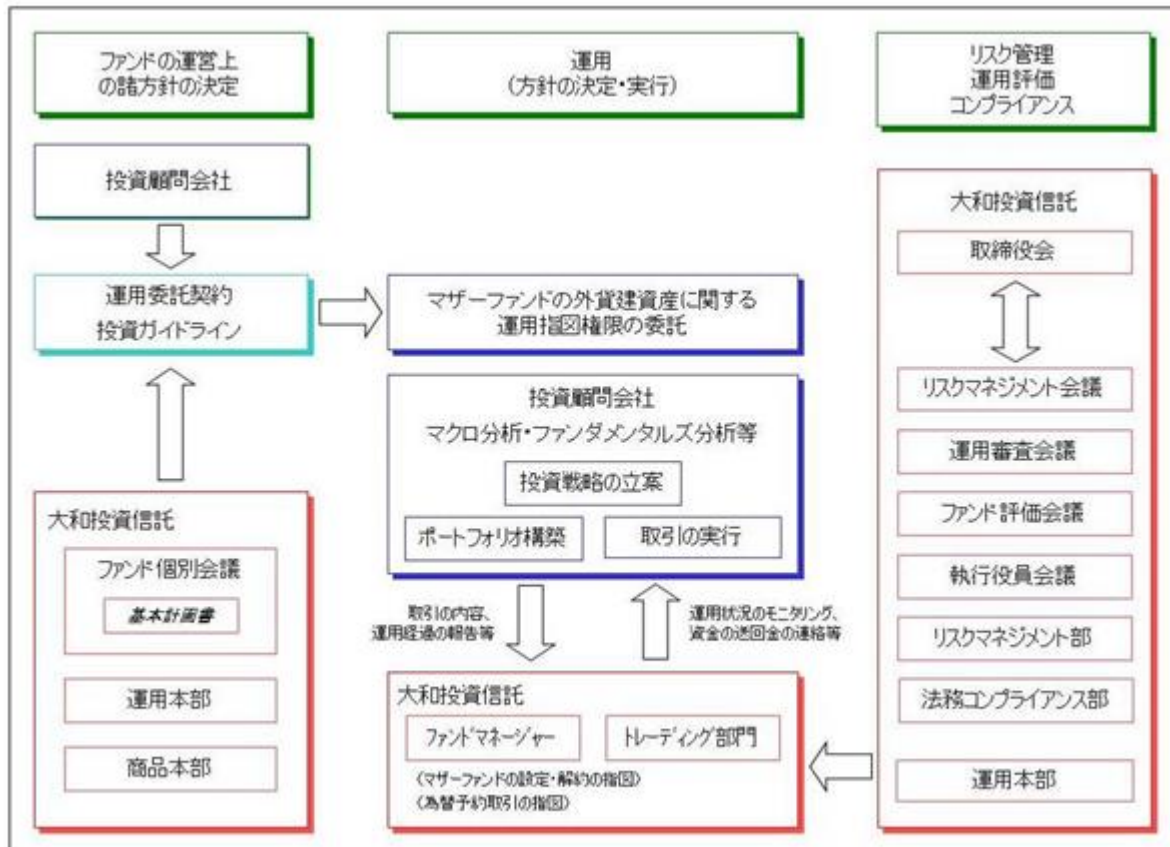 ファンドの運営上
の諸方針の決定
運用
(方針の決定・実行)
リスク管理
運用評価
コンプライアンス
投資顧問会社
運用委託契約
投資ガイドライン
マザーファンドの外貨建資産に関する
運用指図権限の委託
投資顧問会社
マクロ分析・ファンダメンタルズ分析等
投資戦略の立案
ポートフォリオ構築
取引の実行
取引の内容、
運用経過の報告等
運用状況のモニタリング、
資金の送回金の連絡等
大和投資信託
ファンド個別会議
基本計画書
運用本部
商品本部
大和投資信託
ファンドマネージャー
トレーディング部門
(マザーファンドの設定・解約の指図)
(為替予約取引の指図)
大和投資信託
取締役会
リスクマネジメント会議
運用審査会議
ファンド評価会議
執行役員会議
リスクマネジメント部
法務コンプライアンス部
運用本部